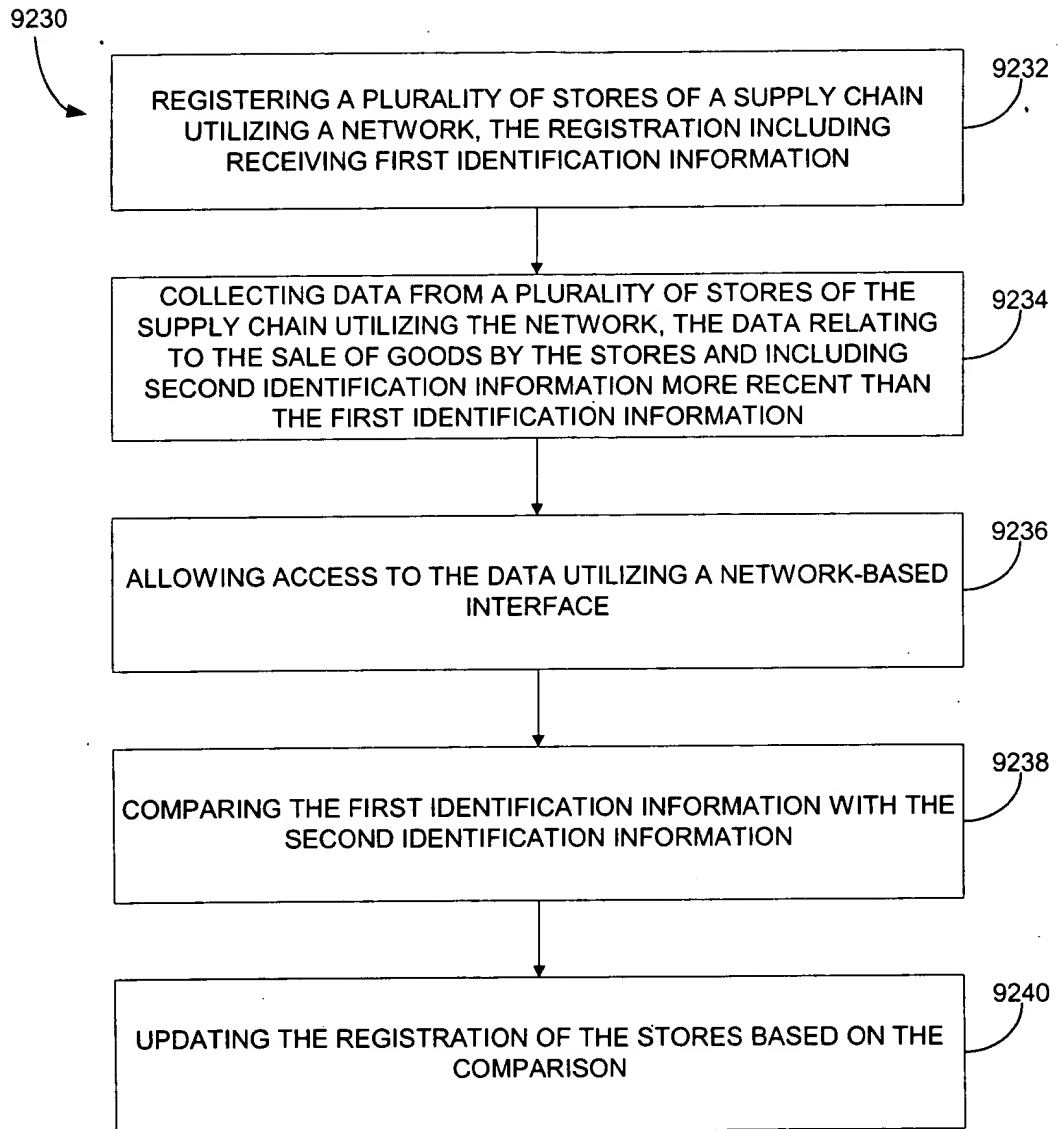 9230
9232
REGISTERING A PLURALITY OF STORES OF A SUPPLY CHAIN
UTILIZING A NETWORK, THE REGISTRATION INCLUDING
RECEIVING FIRST IDENTIFICATION INFORMATION
9234
COLLECTING DATA FROM A PLURALITY OF STORES OF THE
SUPPLY CHAIN UTILIZING THE NETWORK, THE DATA RELATING
TO THE SALE OF GOODS BY THE STORES AND INCLUDING
SECOND IDENTIFICATION INFORMATION MORE RECENT THAN
THE FIRST IDENTIFICATION INFORMATION
9236
ALLOWING ACCESS TO THE DATA UTILIZING A NETWORK-BASED
INTERFACE
9238
COMPARING THE FIRST IDENTIFICATION INFORMATION WITH THE
SECOND IDENTIFICATION INFORMATION
9240
UPDATING THE REGISTRATION OF THE STORES BASED ON THE
COMPARISON